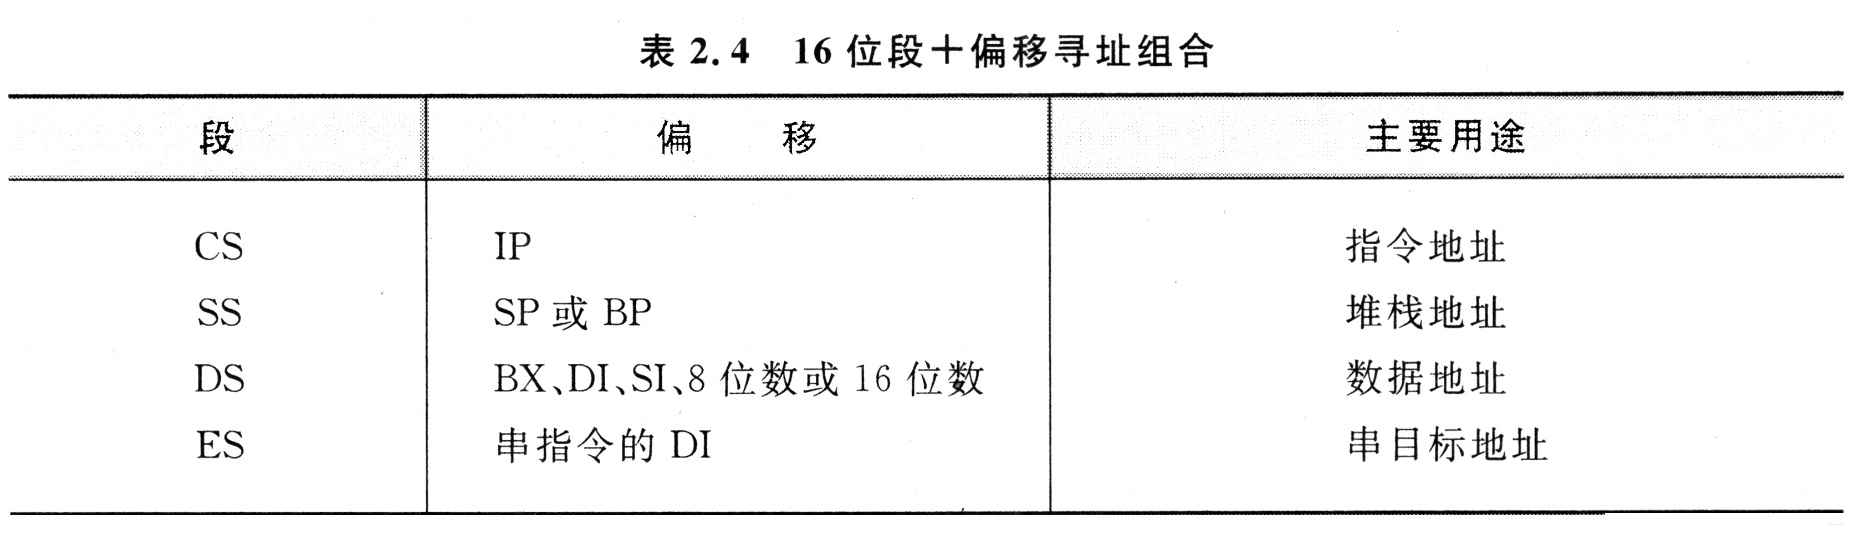 表 2.4 16 位段＋偏移寻址组合
段 偏 移 主要用途
CS IP 指令地址
SS SP 或 BP 堆栈地址
DS BX、DI、SI、8 位数或 16 位数 数据地址
ES 串指令的 DI 串目标地址